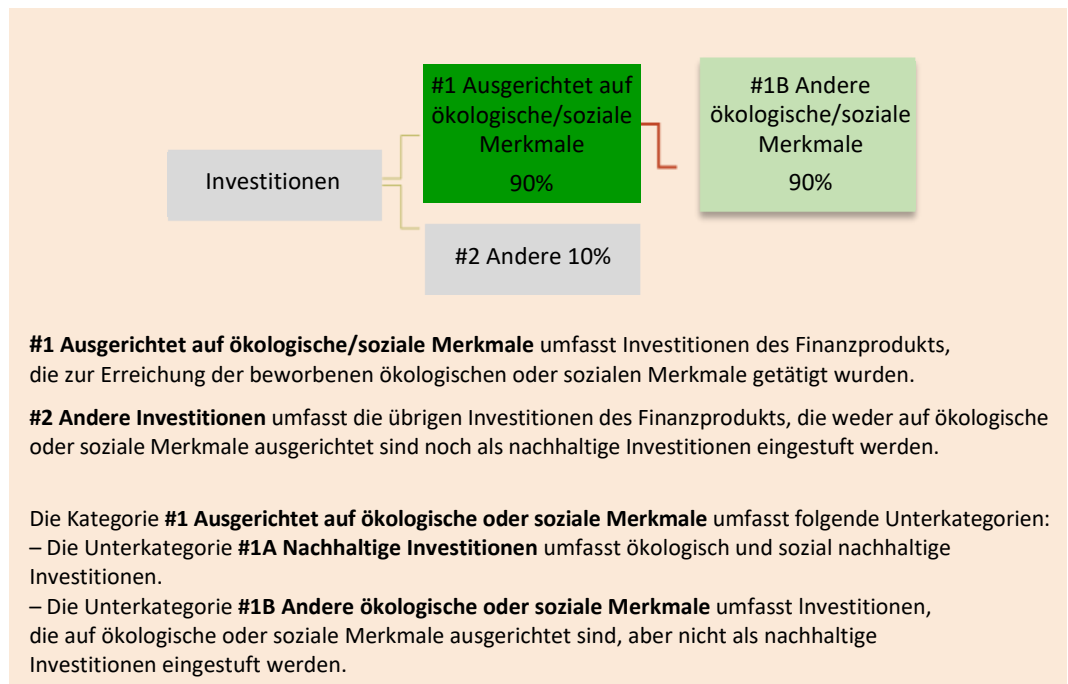 #1 Ausgerichtet auf
ökologische/soziale
Merkmale
90%
#1B Andere
ökologische/soziale
Merkmale
90%
Investitionen
#2 Andere 10%
#1 Ausgerichtet auf ökologische/soziale Merkmale umfasst Investitionen des Finanzprodukts,
die zur Erreichung der beworbenen ökologischen oder sozialen Merkmale getätigt wurden.
#2 Andere Investitionen umfasst die übrigen Investitionen des Finanzprodukts, die weder auf ökologische
oder soziale Merkmale ausgerichtet sind noch als nachhaltige Investitionen eingestuft werden.
Die Kategorie #1 Ausgerichtet auf ökologische oder soziale Merkmale umfasst folgende Unterkategorien:
– Die Unterkategorie #1A Nachhaltige Investitionen umfasst ökologisch und sozial nachhaltige
Investitionen.
– Die Unterkategorie #1B Andere ökologische oder soziale Merkmale umfasst Investitionen,
die auf ökologische oder soziale Merkmale ausgerichtet sind, aber nicht als nachhaltige
Investitionen eingestuft werden.